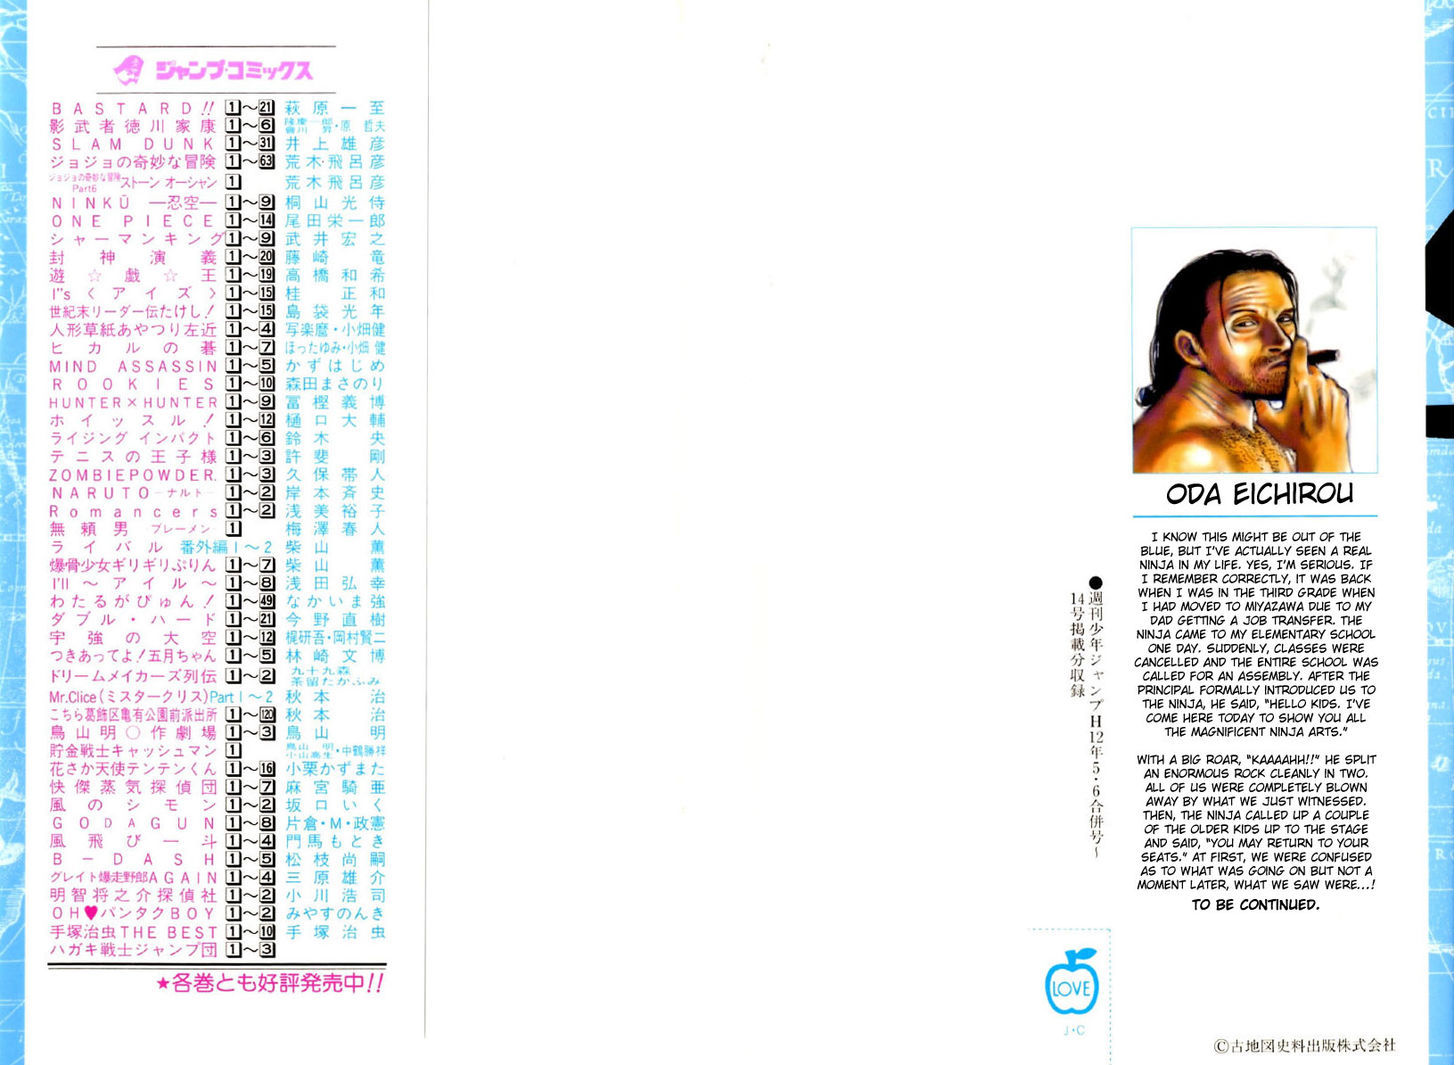 ジャンプ・コミックス
BASTARD!! 1〜21 萩原一至
影武者徳川家康 1〜6 隆慶一郎・原哲夫
SLAM DUNK 1〜31 井上雄彦
ジョジョの奇妙な冒険 1〜63 荒木飛呂彦
ジョジョの奇妙な冒険 Part6 ストーン オーシャン 1 荒木飛呂彦
NINKŪ ―忍空― 1〜9 桐山光侍
ONE PIECE 1〜14 尾田栄一郎
シャーマンキング 1〜9 武井宏之
封神演義 1〜20 藤崎竜
遊☆戯☆王 1〜19 高橋和希
I"s〈アイズ〉 1〜15 桂正和
世紀末リーダー伝たけし! 1〜15 島袋光年
人形草紙あやつり左近 1〜4 写楽麿・小畑健
ヒカルの碁 1〜7 ほったゆみ・小畑健
MIND ASSASSIN 1〜5 かずはじめ
ROOKIES 1〜10 森田まさのり
HUNTER×HUNTER 1〜9 冨樫義博
ホイッスル! 1〜12 樋口大輔
ライジング インパクト 1〜6 鈴木央
テニスの王子様 1〜3 許斐剛
ZOMBIEPOWDER. 1〜3 久保帯人
NARUTO―ナルト― 1〜2 岸本斉史
Romancers 1〜2 浅美裕子
無頼男 ブレーメン 1 梅澤春人
ライバル 番外編1〜2 柴山薫
爆骨少女ギリギリぷりん 1〜7 柴山薫
I'll 〜アイル〜 1〜8 浅田弘幸
わたるがぴゅん! 1〜49 なかいま強
ダブル・ハード 1〜21 今野直樹
宇強の大空 1〜12 梶研吾・岡村賢二
つきあってよ!五月ちゃん 1〜5 林崎文博
ドリームメイカーズ列伝 1〜2 九十九森 茶留たかふみ
Mr.Clice(ミスタークリス) Part1〜2 秋本治
こちら葛飾区亀有公園前派出所 1〜120 秋本治
鳥山明○作劇場 1〜3 鳥山明
貯金戦士キャッシュマン 1 鳥山明 小山高生・中鶴勝祥
花さか天使テンテンくん 1〜16 小栗かずまた
快傑蒸気探偵団 1〜7 麻宮騎亜
風のシモン 1〜2 坂口いく
GODAGUN 1〜8 片倉・M・政憲
風飛び一斗 1〜4 門馬もとき
B-DASH 1〜5 松枝尚嗣
グレイト爆走野郎AGAIN 1〜4 三原雄介
明智将之介探偵社 1〜2 小川浩司
OH♥パンタクBOY 1〜2 みやすのんき
手塚治虫THE BEST 1〜10 手塚治虫
ハガキ戦士ジャンプ団 1〜3
★各巻とも好評発売中!!
●週刊少年ジャンプH12年5・6合併号〜
14号掲載分収録
LOVE
J・C
ODA EICHIROU
I KNOW THIS MIGHT BE OUT OF THE
BLUE, BUT I'VE ACTUALLY SEEN A REAL
NINJA IN MY LIFE. YES, I'M SERIOUS. IF
I REMEMBER CORRECTLY, IT WAS BACK
WHEN I WAS IN THE THIRD GRADE WHEN
I HAD MOVED TO MIYAZAWA DUE TO MY
DAD GETTING A JOB TRANSFER. THE
NINJA CAME TO MY ELEMENTARY SCHOOL
ONE DAY. SUDDENLY, CLASSES WERE
CANCELLED AND THE ENTIRE SCHOOL WAS
CALLED FOR AN ASSEMBLY. AFTER THE
PRINCIPAL FORMALLY INTRODUCED US TO
THE NINJA, HE SAID, "HELLO KIDS. I'VE
COME HERE TODAY TO SHOW YOU ALL
THE MAGNIFICENT NINJA ARTS."
WITH A BIG ROAR, "KAAAAHH!!" HE SPLIT
AN ENORMOUS ROCK CLEANLY IN TWO.
ALL OF US WERE COMPLETELY BLOWN
AWAY BY WHAT WE JUST WITNESSED.
THEN, THE NINJA CALLED UP A COUPLE
OF THE OLDER KIDS UP TO THE STAGE
AND SAID, "YOU MAY RETURN TO YOUR
SEATS." AT FIRST, WE WERE CONFUSED
AS TO WHAT WAS GOING ON BUT NOT A
MOMENT LATER, WHAT WE SAW WERE...!
TO BE CONTINUED.
©古地図史料出版株式会社